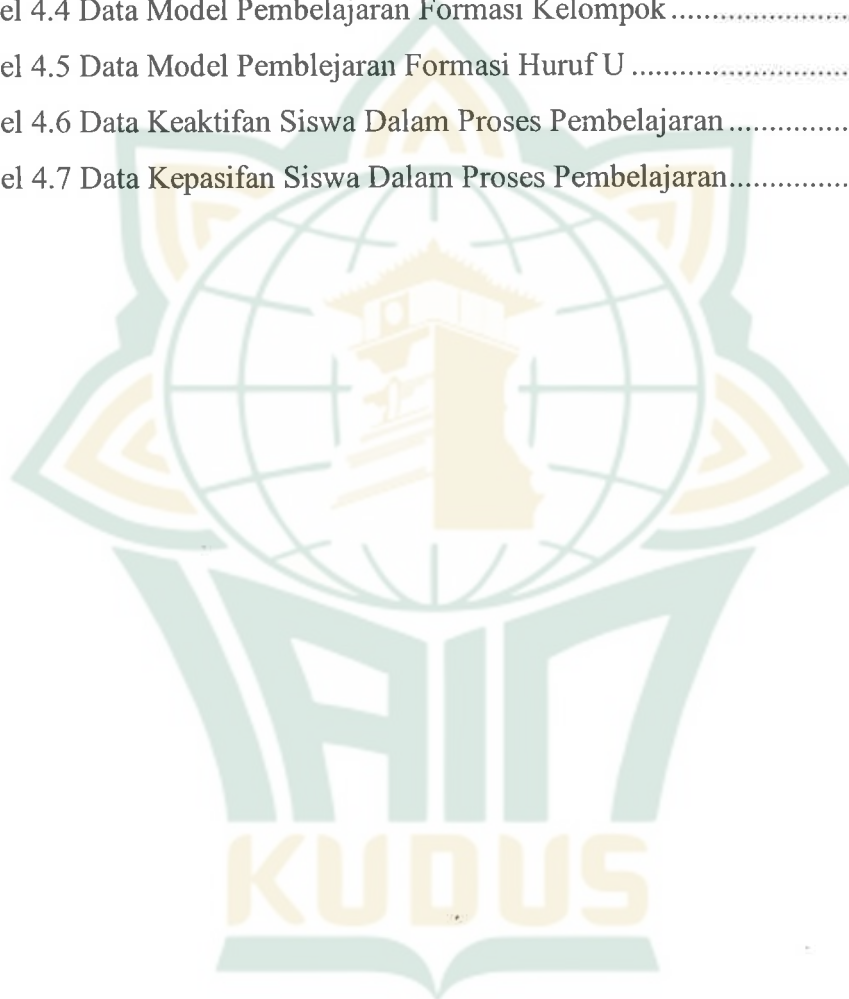 el 4.4 Data Model Pembelajaran Formasi Kelompok......................
el 4.5 Data Model Pemblejaran Formasi Huruf U ...........................
el 4.6 Data Keaktifan Siswa Dalam Proses Pembelajaran ...............
el 4.7 Data Kepasifan Siswa Dalam Proses Pembelajaran...............
IAIN
KUDUS